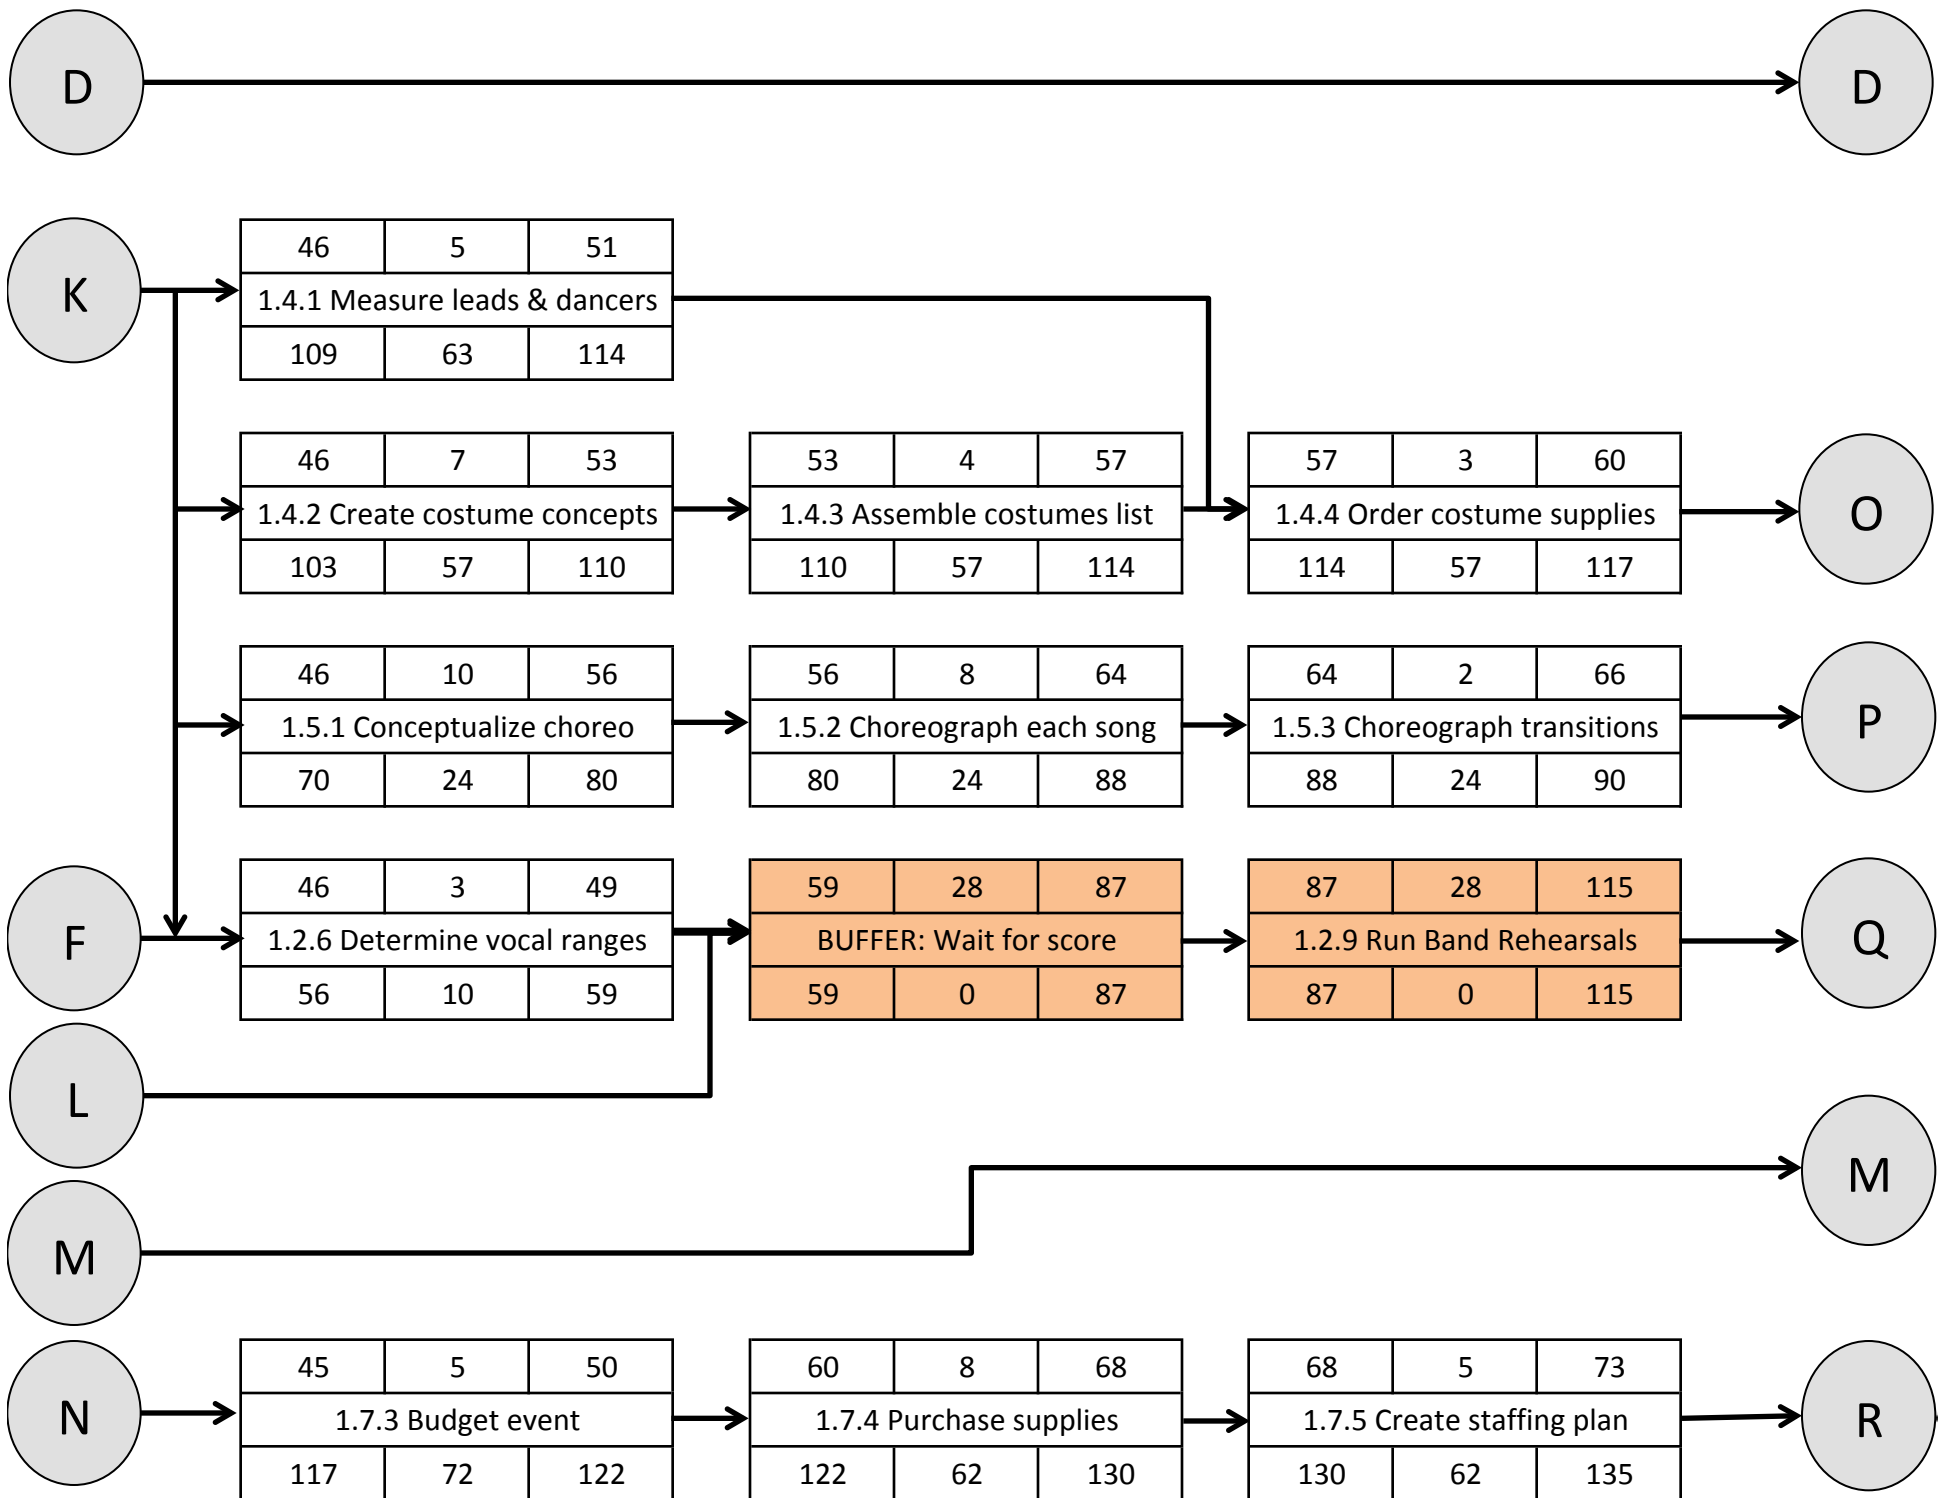 D
D
K
46 5 51
1.4.1 Measure leads & dancers
109 63 114
46 7 53
1.4.2 Create costume concepts
103 57 110
53 4 57
1.4.3 Assemble costumes list
110 57 114
57 3 60
1.4.4 Order costume supplies
114 57 117
O
46 10 56
1.5.1 Conceptualize choreo
70 24 80
56 8 64
1.5.2 Choreograph each song
80 24 88
64 2 66
1.5.3 Choreograph transitions
88 24 90
P
F
46 3 49
1.2.6 Determine vocal ranges
56 10 59
59 28 87
BUFFER: Wait for score
59 0 87
87 28 115
1.2.9 Run Band Rehearsals
87 0 115
Q
L
M
M
N
45 5 50
1.7.3 Budget event
117 72 122
60 8 68
1.7.4 Purchase supplies
122 62 130
68 5 73
1.7.5 Create staffing plan
130 62 135
R